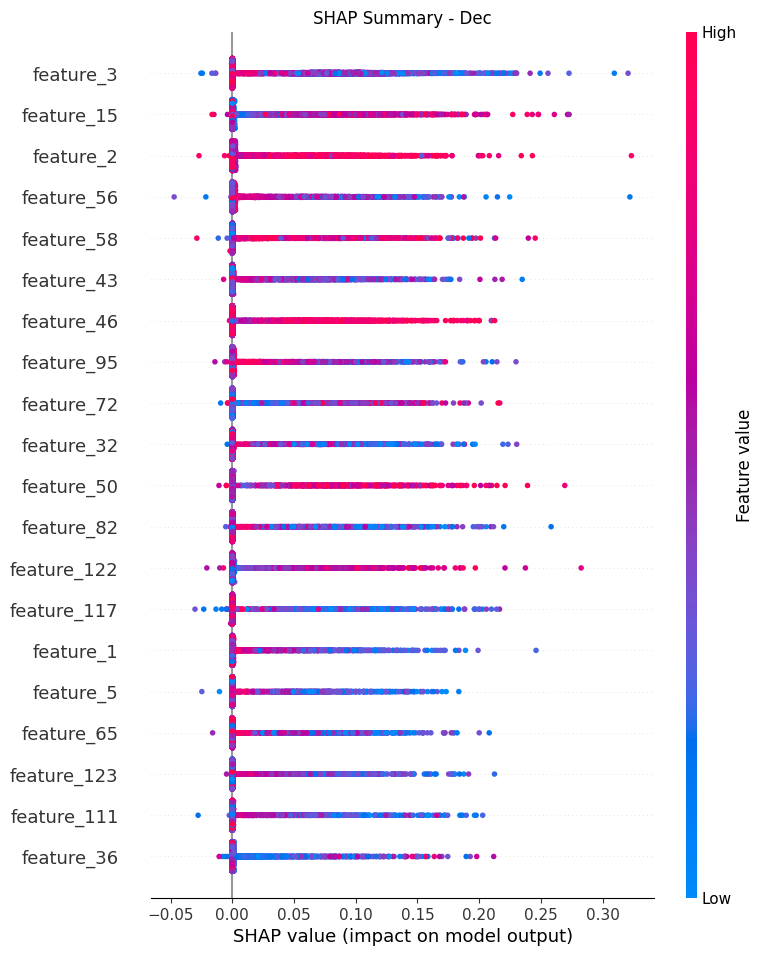 SHAP Summary - Dec
High
feature_3
feature_15
feature_2
feature_56
feature_58
feature_43
feature_46
feature_95
feature_72
feature_32
feature_50
feature_82
feature_122
feature_117
feature_1
feature_5
feature_65
feature_123
feature_111
feature_36
Feature value
Low
−0.05 0.00 0.05 0.10 0.15 0.20 0.25 0.30
SHAP value (impact on model output)